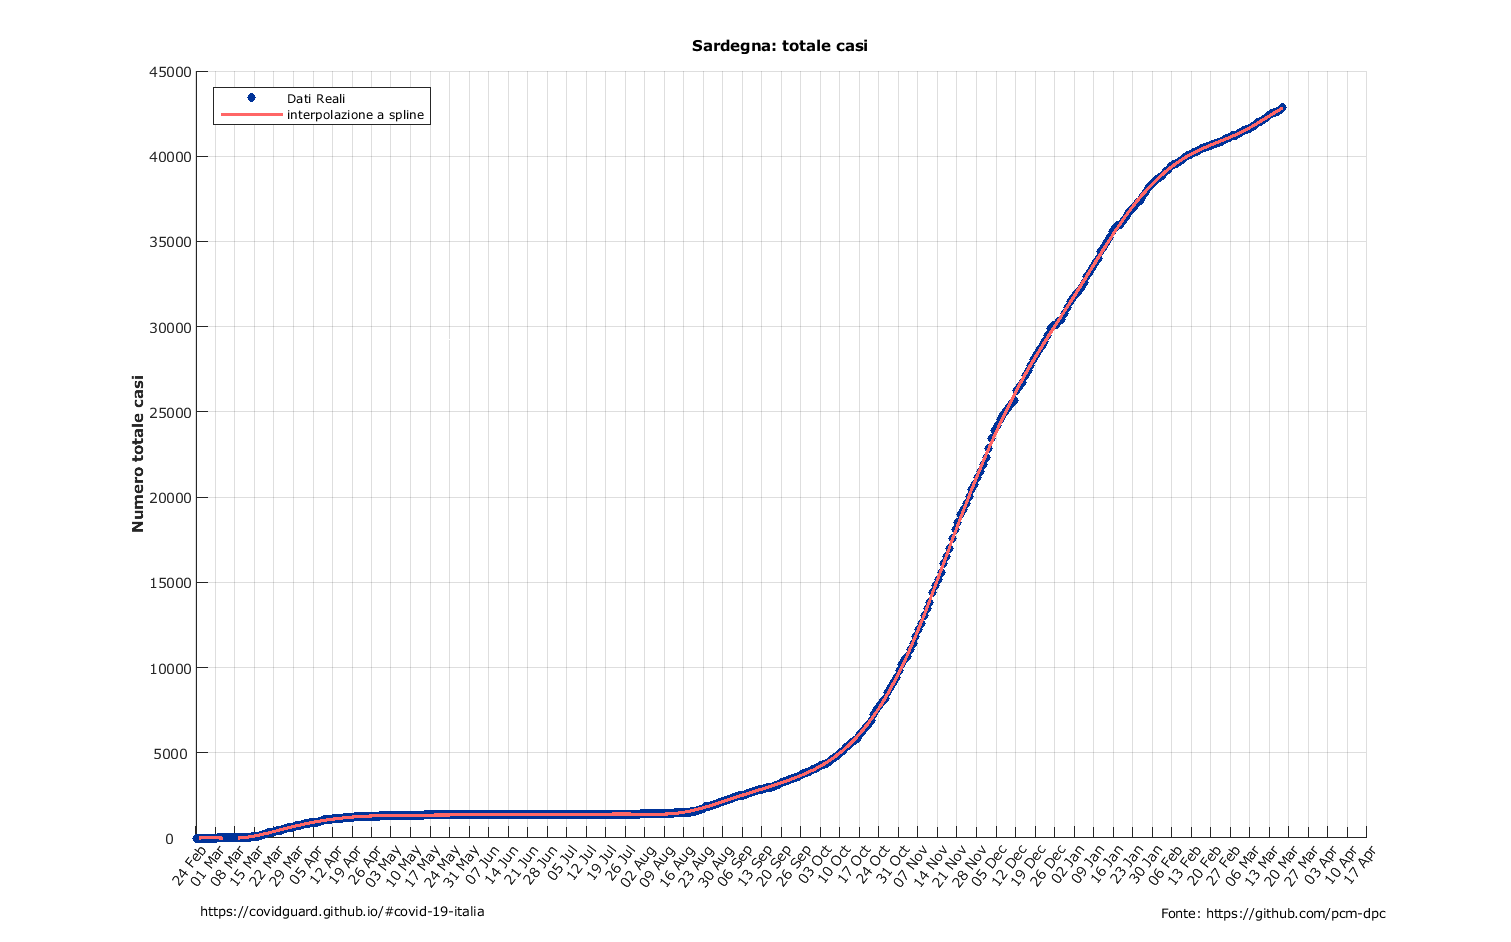 Sardegna: totale casi
Dati Reali
interpolazione a spline
Numero totale casi
45000
40000
35000
30000
25000
20000
15000
10000
5000
0
24 Feb
01 Mar
08 Mar
15 Mar
22 Mar
29 Mar
05 Apr
12 Apr
19 Apr
26 Apr
03 May
10 May
17 May
24 May
31 May
07 Jun
14 Jun
21 Jun
28 Jun
05 Jul
12 Jul
19 Jul
26 Jul
02 Aug
09 Aug
16 Aug
23 Aug
30 Aug
06 Sep
13 Sep
20 Sep
26 Sep
03 Oct
10 Oct
17 Oct
24 Oct
31 Oct
07 Nov
14 Nov
21 Nov
28 Nov
05 Dec
12 Dec
19 Dec
26 Dec
02 Jan
09 Jan
16 Jan
23 Jan
30 Jan
06 Feb
13 Feb
20 Feb
27 Feb
06 Mar
13 Mar
20 Mar
27 Mar
03 Apr
10 Apr
17 Apr
https://covidguard.github.io/#covid-19-italia
Fonte: https://github.com/pcm-dpc